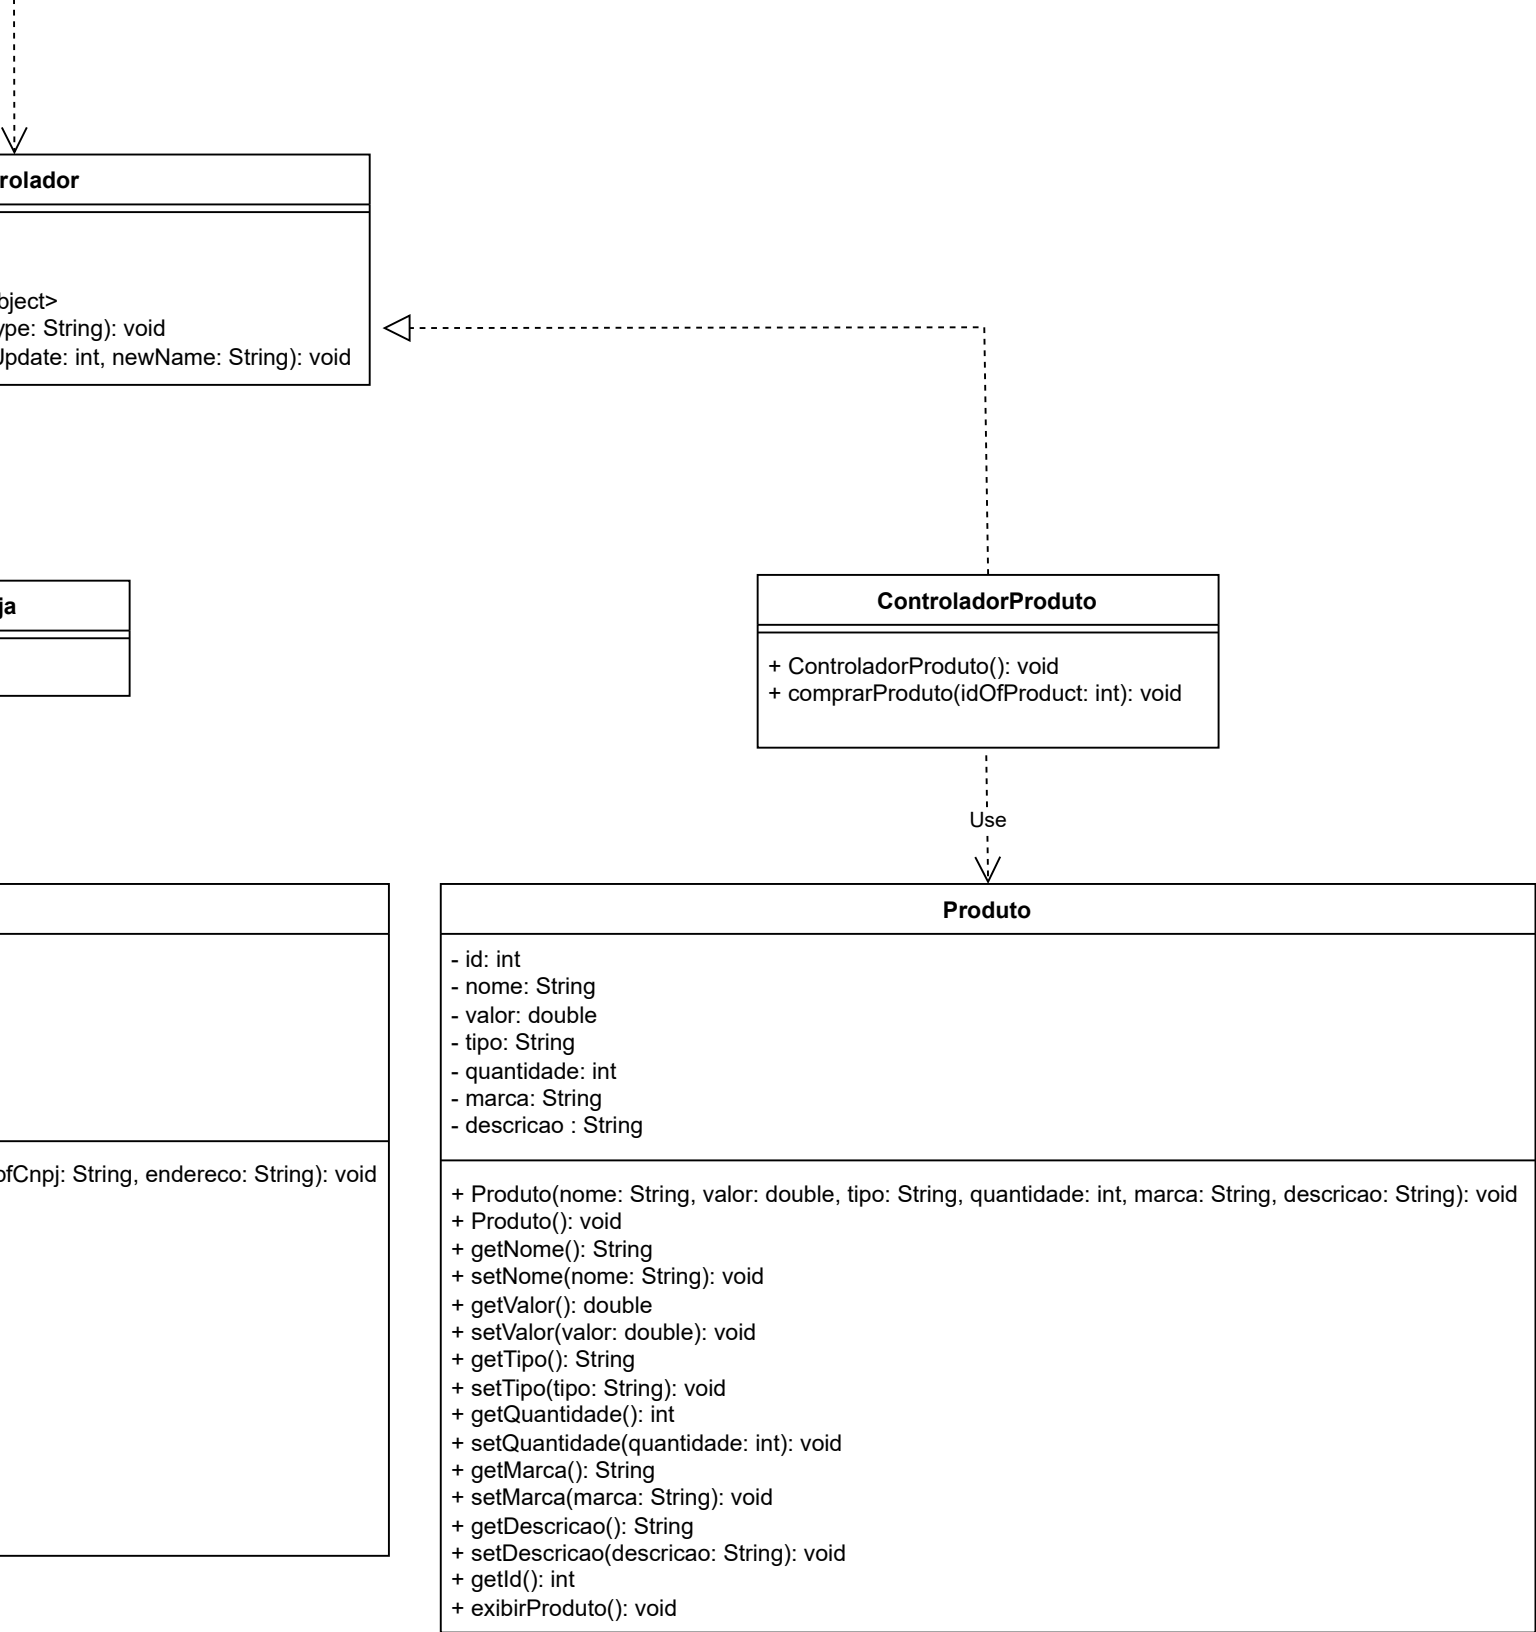 rolador
bject>
ype: String): void
Update: int, newName: String): void
ja
ControladorProduto
+ ControladorProduto(): void
+ comprarProduto(idOfProduct: int): void
Use
ofCnpj: String, endereco: String): void
Produto
- id: int
- nome: String
- valor: double
- tipo: String
- quantidade: int
- marca: String
- descricao : String
+ Produto(nome: String, valor: double, tipo: String, quantidade: int, marca: String, descricao: String): void
+ Produto(): void
+ getNome(): String
+ setNome(nome: String): void
+ getValor(): double
+ setValor(valor: double): void
+ getTipo(): String
+ setTipo(tipo: String): void
+ getQuantidade(): int
+ setQuantidade(quantidade: int): void
+ getMarca(): String
+ setMarca(marca: String): void
+ getDescricao(): String
+ setDescricao(descricao: String): void
+ getId(): int
+ exibirProduto(): void